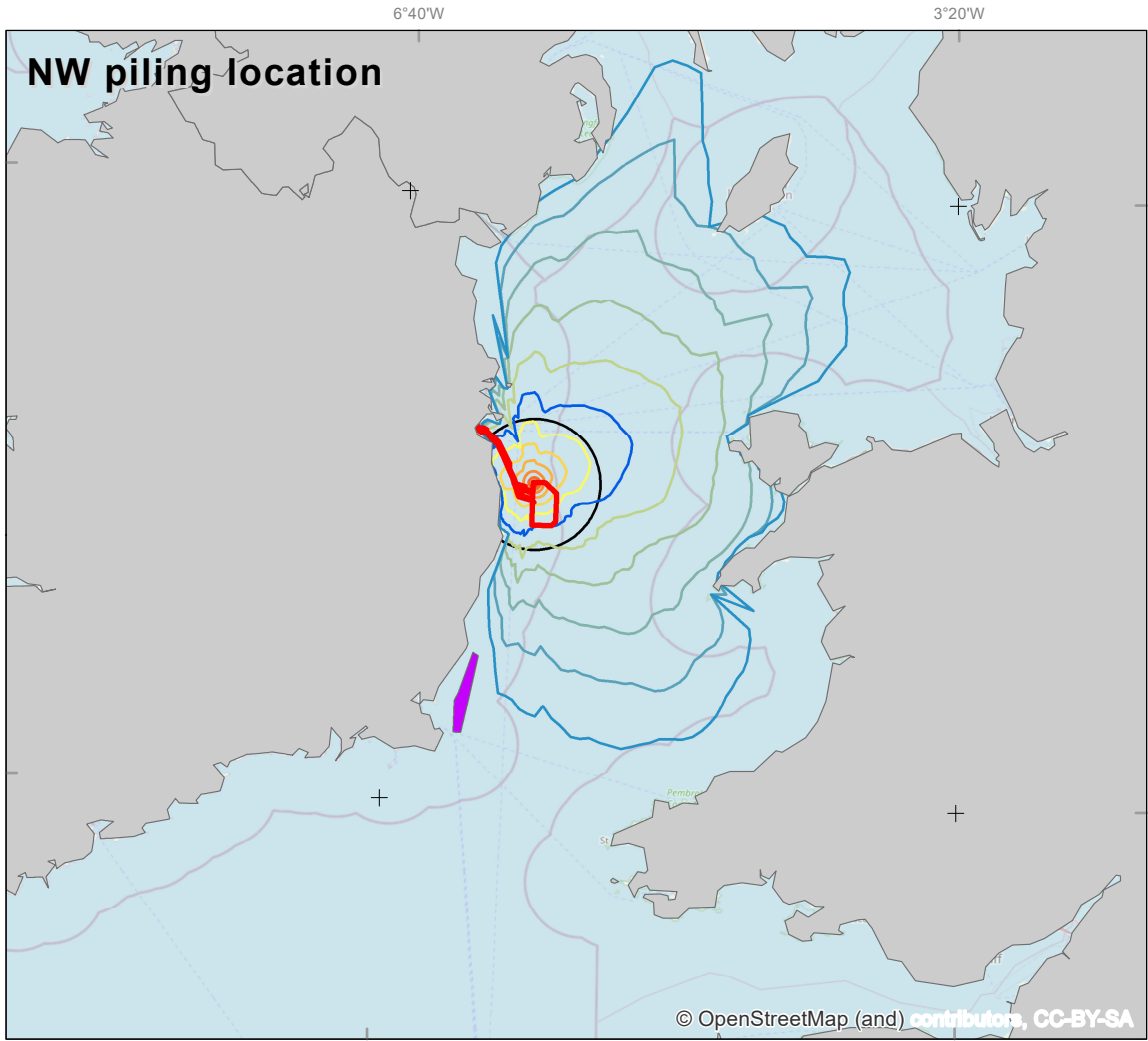 6°40'W
3°20'W
NW piling location
© OpenStreetMap (and) contributors, CC-BY-SA